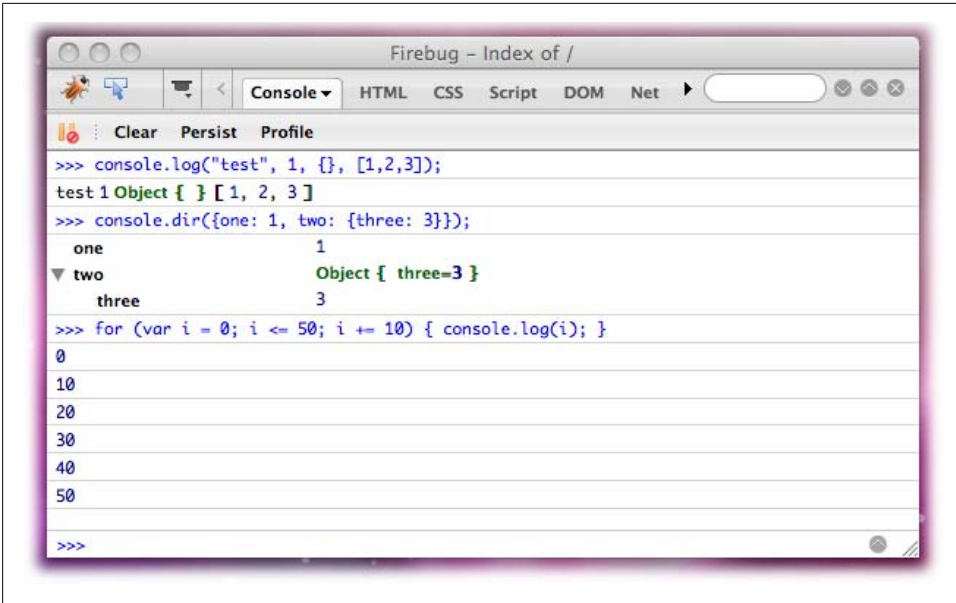 Firebug – Index of /
< Console HTML CSS Script DOM Net
Clear Persist Profile
>>> console.log("test", 1, {}, [1,2,3]);
test 1 Object { } [ 1, 2, 3 ]
>>> console.dir({one: 1, two: {three: 3}});
one 1
two Object { three=3 }
three 3
>>> for (var i = 0; i <= 50; i += 10) { console.log(i); }
0
10
20
30
40
50
>>>